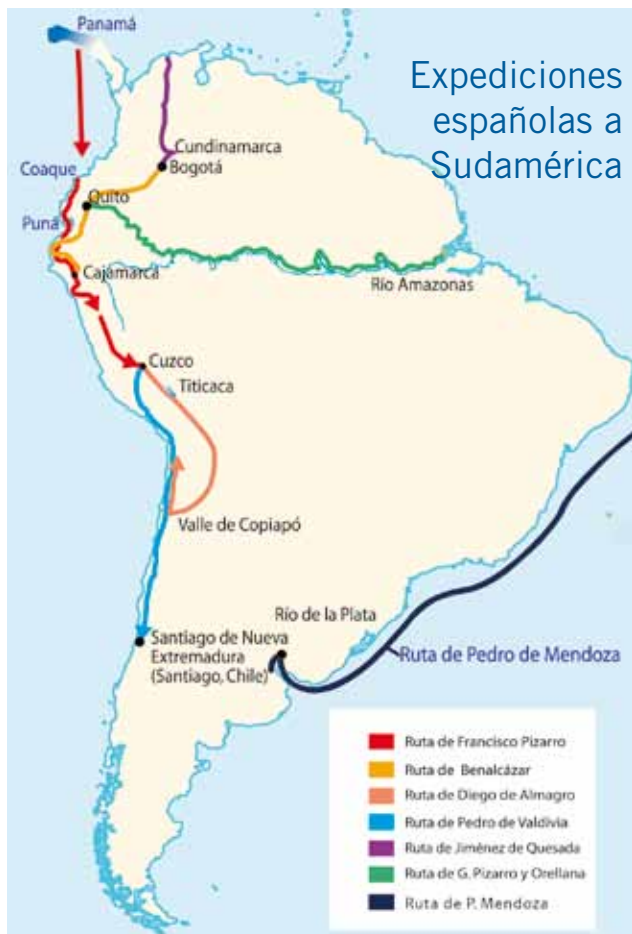 Panamá
Expediciones
españolas a
Sudamérica
Cundinamarca
Bogotá
Coaque
Quito
Puná
Cajamarca
Río Amazonas
Cuzco
Titicaca
Valle de Copiapó
Río de la Plata
Santiago de Nueva
Extremadura
(Santiago, Chile)
Ruta de Pedro de Mendoza
Ruta de Francisco Pizarro
Ruta de Benalcázar
Ruta de Diego de Almagro
Ruta de Pedro de Valdivia
Ruta de Jiménez de Quesada
Ruta de G. Pizarro y Orellana
Ruta de P. Mendoza